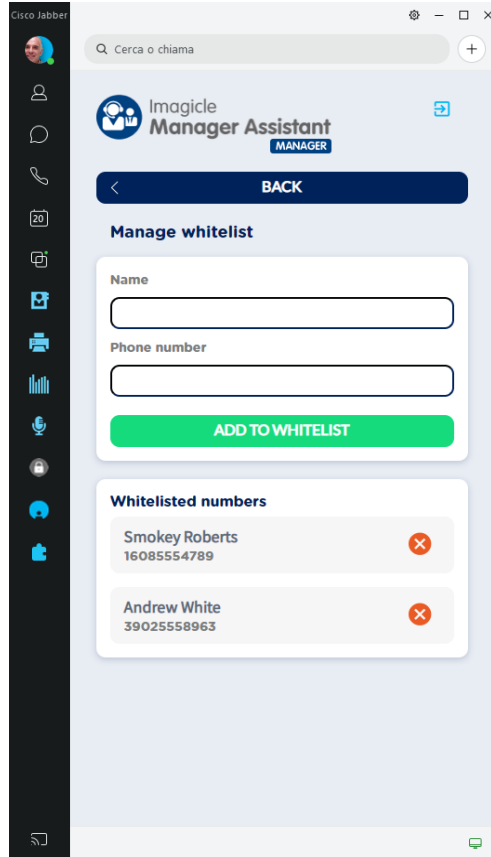 Cisco Jabber
Cerca o chiama
20
Imagicle
Manager Assistant
MANAGER
BACK
Manage whitelist
Name
Phone number
ADD TO WHITELIST
Whitelisted numbers
Smokey Roberts
16085554789
Andrew White
39025558963